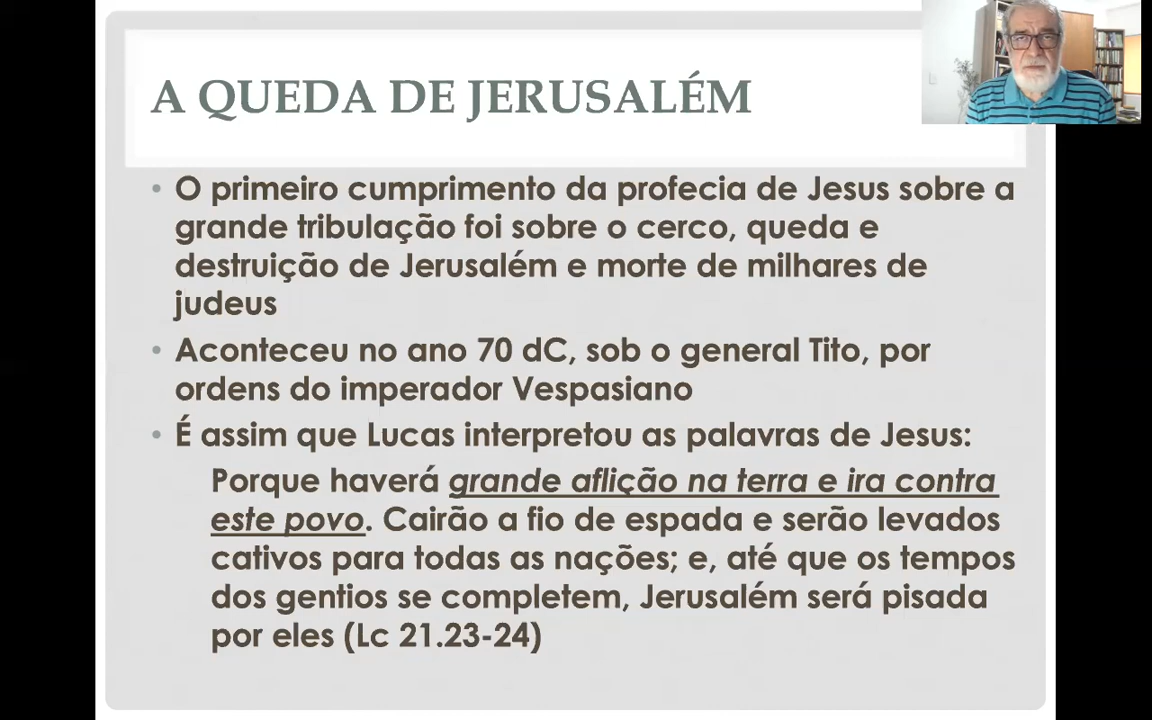 A QUEDA DE JERUSALÉM
• O primeiro cumprimento da profecia de Jesus sobre a
grande tribulação foi sobre o cerco, queda e
destruição de Jerusalém e morte de milhares de
judeus
• Aconteceu no ano 70 dC, sob o general Tito, por
ordens do imperador Vespasiano
• É assim que Lucas interpretou as palavras de Jesus:
Porque haverá grande aflição na terra e ira contra
este povo. Cairão a fio de espada e serão levados
cativos para todas as nações; e, até que os tempos
dos gentios se completem, Jerusalém será pisada
por eles (Lc 21.23-24)